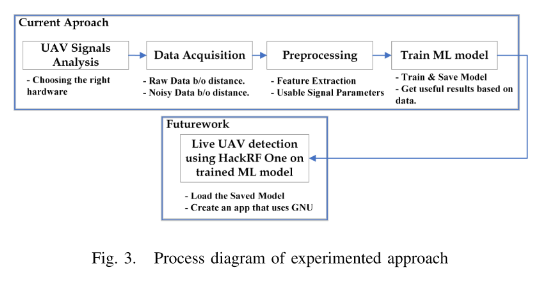 Current Aproach
UAV Signals
Analysis
- Choosing the right
hardware
Data Acquisition
- Raw Data b/o distance.
- Noisy Data b/o distance.
Preprocessing
- Feature Extraction
- Usable Signal Parameters
Train ML model
- Train & Save Model
- Get useful results based on
data.
Futurework
Live UAV detection
using HackRF One on
trained ML model
- Load the Saved Model
- Create an app that uses GNU
Fig. 3. Process diagram of experimented approach